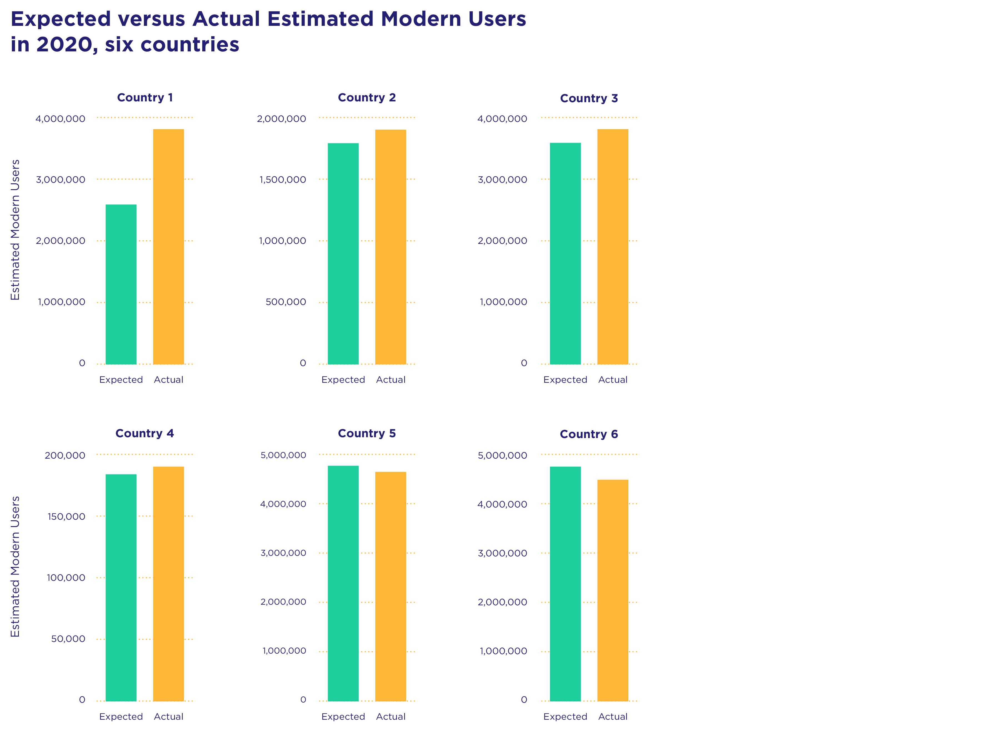 Expected versus Actual Estimated Modern Users
in 2020, six countries
Country 1
Estimated Modern Users
4,000,000
3,000,000
2,000,000
1,000,000
0
Expected Actual
Country 2
2,000,000
1,500,000
1,000,000
500,000
0
Expected Actual
Country 3
4,000,000
3,000,000
2,000,000
1,000,000
0
Expected Actual
Country 4
Estimated Modern Users
200,000
150,000
100,000
50,000
0
Expected Actual
Country 5
5,000,000
4,000,000
3,000,000
2,000,000
1,000,000
0
Expected Actual
Country 6
5,000,000
4,000,000
3,000,000
2,000,000
1,000,000
0
Expected Actual